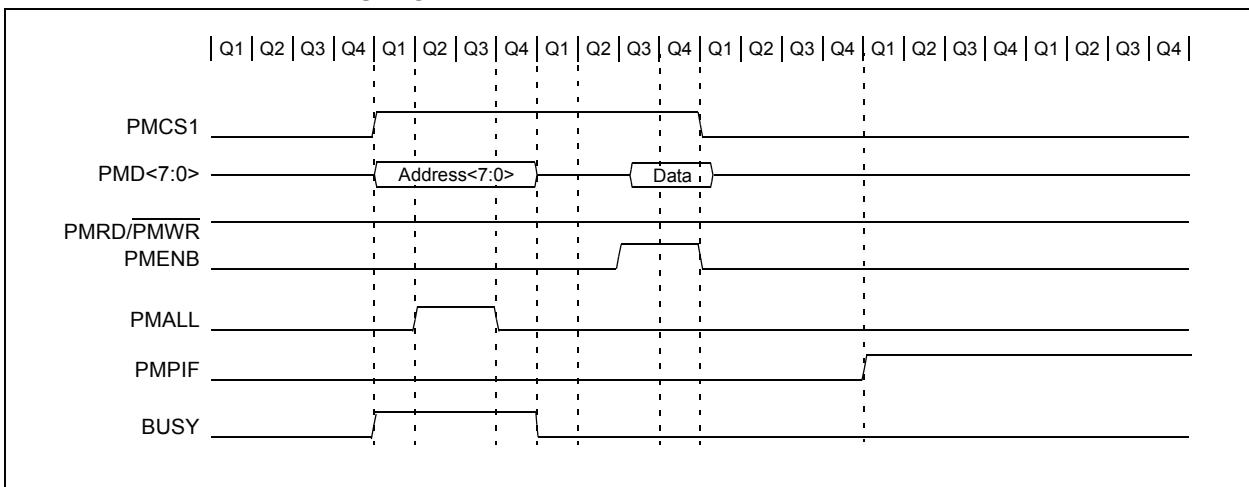 Q1 Q2 Q3 Q4 Q1 Q2 Q3 Q4 Q1 Q2 Q3 Q4 Q1 Q2 Q3 Q4 Q1 Q2 Q3 Q4 Q1 Q2 Q3 Q4
PMCS1
PMD<7:0> Address<7:0> Data
PMRD/PMWR
PMENB
PMALL
PMPIF
BUSY